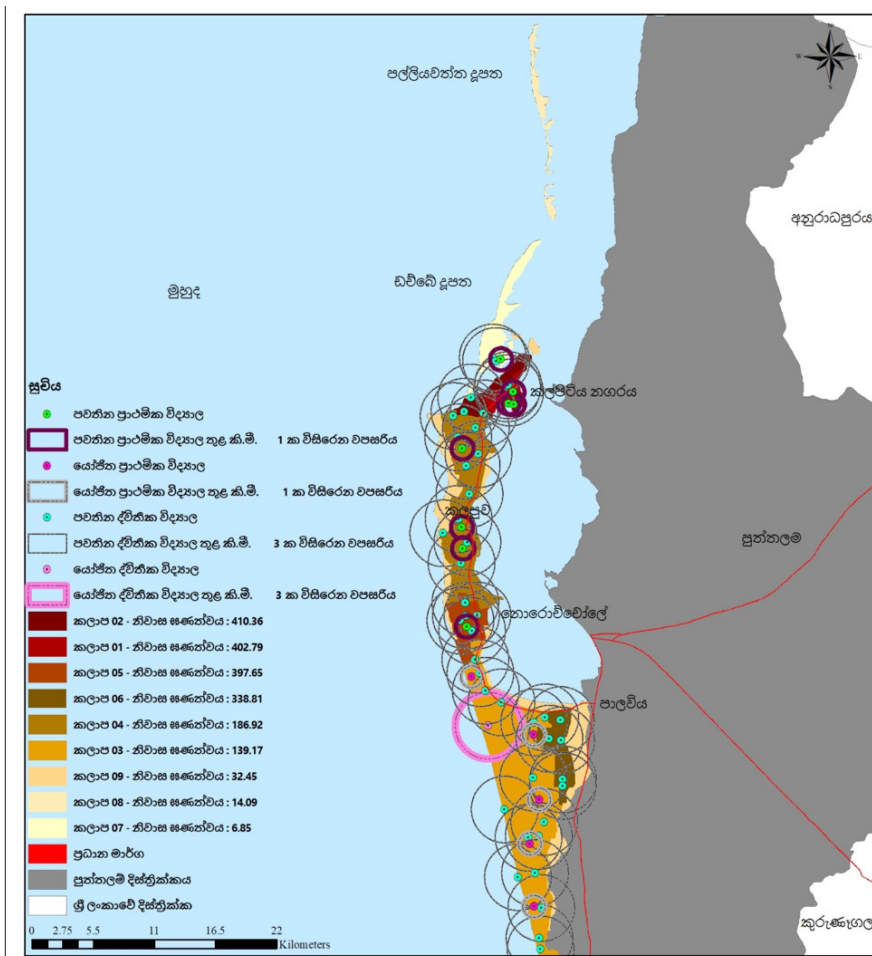 N
W E
S
පල්ලියවත්ත දූපත
අනුරාධපුරය
ඩච්බේ දූපත
මුහුද
කල්පිටිය නගරය
කලපුව
පුත්තලම
නොරොච්චෝලේ
පාලවිය
කුරුණෑගල
සුචිය
පවතින ප්‍රාථමික විද්‍යාල
පවතින ප්‍රාථමික විද්‍යාල තුළ කි.මී. 1 ක විසිරෙන වපසරිය
යෝජිත ප්‍රාථමික විද්‍යාල
යෝජිත ප්‍රාථමික විද්‍යාල තුළ කි.මී. 1 ක විසිරෙන වපසරිය
පවතින ද්විතීක විද්‍යාල
පවතින ද්විතීක විද්‍යාල තුළ කි.මී. 3 ක විසිරෙන වපසරිය
යෝජිත ද්විතීක විද්‍යාල
යෝජිත ද්විතීක විද්‍යාල තුළ කි.මී. 3 ක විසිරෙන වපසරිය
කලාප 02 - නිවාස ඝණත්වය : 410.36
කලාප 01 - නිවාස ඝණත්වය : 402.79
කලාප 05 - නිවාස ඝණත්වය : 397.65
කලාප 06 - නිවාස ඝණත්වය : 338.81
කලාප 04 - නිවාස ඝණත්වය : 186.92
කලාප 03 - නිවාස ඝණත්වය : 139.17
කලාප 09 - නිවාස ඝණත්වය : 32.45
කලාප 08 - නිවාස ඝණත්වය : 14.09
කලාප 07 - නිවාස ඝණත්වය : 6.85
ප්‍රධාන මාර්ග
පුත්තලම් දිස්ත්‍රික්කය
ශ්‍රී ලංකාවේ දිස්ත්‍රික්ක
0 2.75 5.5 11 16.5 22
Kilometers